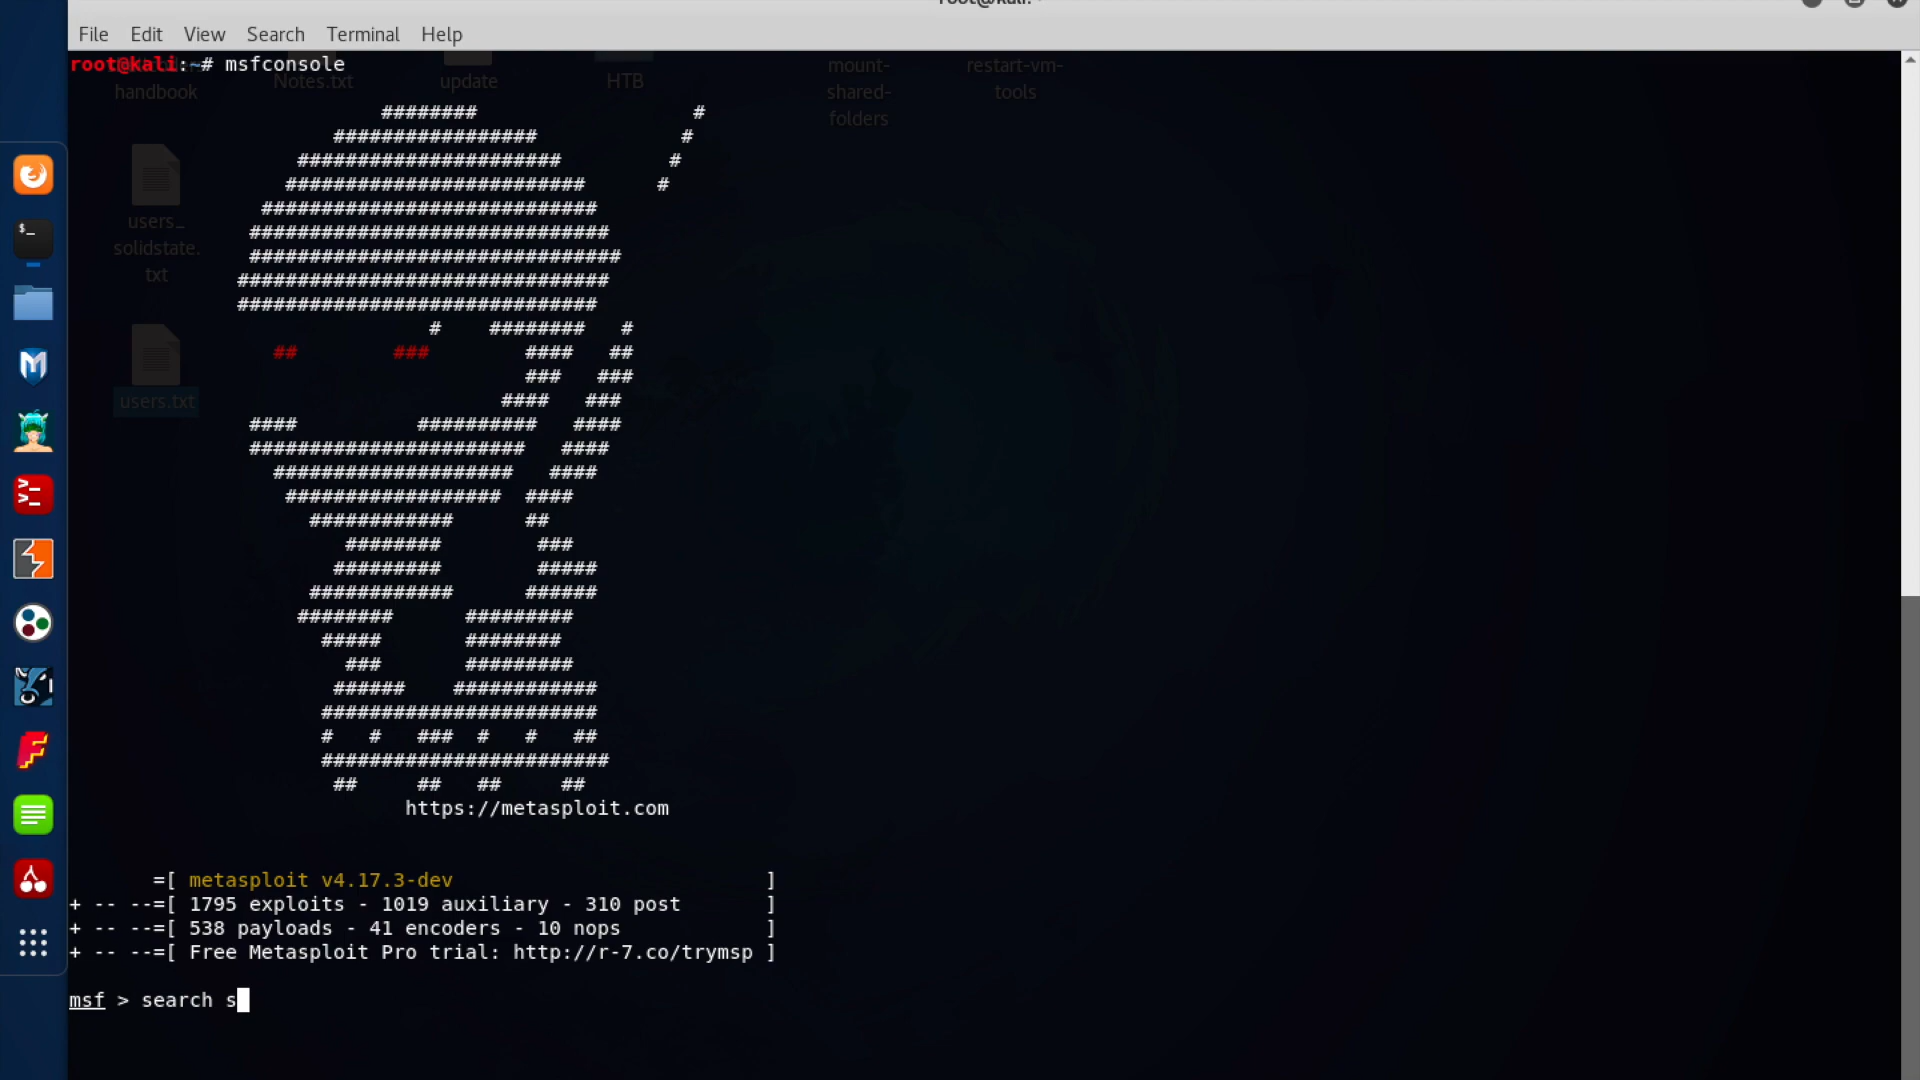 File Edit View Search Terminal Help
root@kali:~# msfconsole
handbook
Notes.txt
update
HTB
mount-
shared-
folders
restart-vm-
tools
users_
solidstate.
txt
users.txt
                          ########                  #
                      #################            #
                   ######################         #
                  #########################      #
                ############################
               ##############################
               ###############################
              ###############################
              ##############################
                              #    ########   #
                 ##        ###        ####   ##
                                      ###   ###
                                    ####   ###
               ####          ##########   ####
               #######################   ####
                 ####################   ####
                  ##################  ####
                    ############      ##
                       ########        ###
                      #########        #####
                    ############      ######
                   ########      #########
                     #####       ########
                       ###       #########
                      ######    ############
                     #######################
                     #   #   ###  #   #   ##
                     ########################
                      ##     ##   ##     ##
https://metasploit.com
=[ metasploit v4.17.3-dev ]
+ -- --=[ 1795 exploits - 1019 auxiliary - 310 post ]
+ -- --=[ 538 payloads - 41 encoders - 10 nops ]
+ -- --=[ Free Metasploit Pro trial: http://r-7.co/trymsp ]
msf > search s